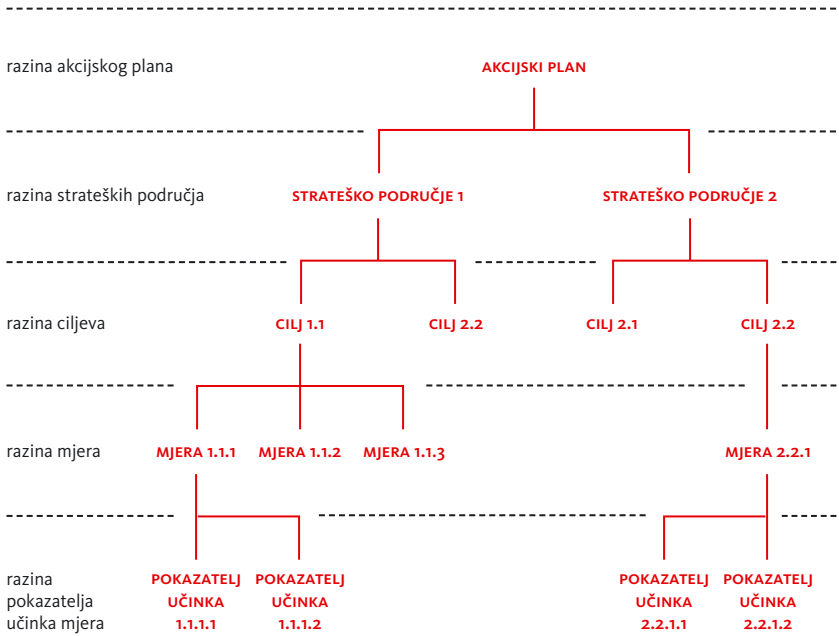 razina akcijskog plana
AKCIJSKI PLAN
razina strateških područja
STRATEŠKO PODRUČJE 1
STRATEŠKO PODRUČJE 2
razina ciljeva
CILJ 1.1
CILJ 2.2
CILJ 2.1
CILJ 2.2
razina mjera
MJERA 1.1.1
MJERA 1.1.2
MJERA 1.1.3
MJERA 2.2.1
razina
pokazatelja
učinka mjera
POKAZATELJ
UČINKA
1.1.1.1
POKAZATELJ
UČINKA
1.1.1.2
POKAZATELJ
UČINKA
2.2.1.1
POKAZATELJ
UČINKA
2.2.1.2